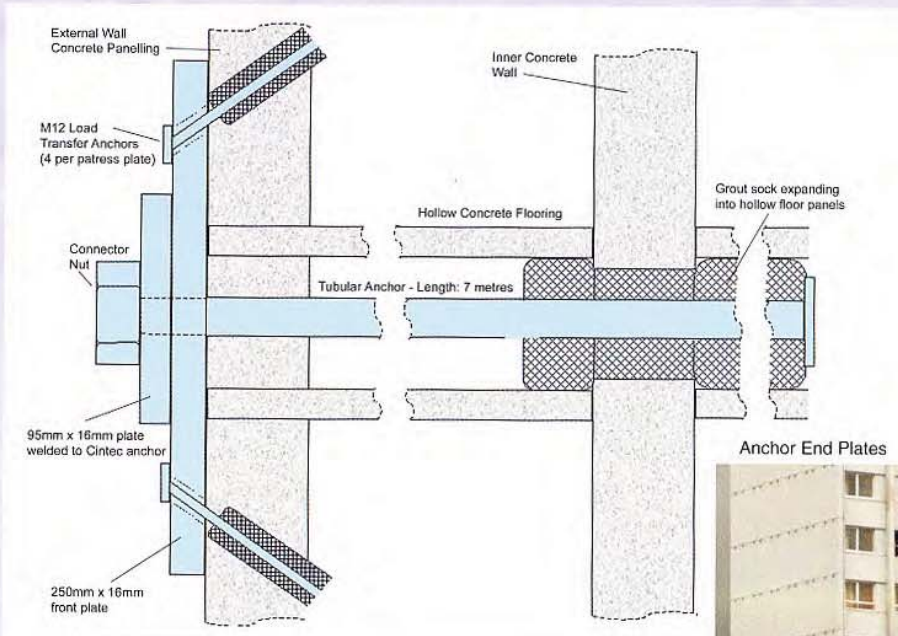 External Wall
Concrete Panelling
Inner Concrete
Wall
M12 Load
Transfer Anchors
(4 per patress plate)
Grout sock expanding
into hollow floor panels
Hollow Concrete Flooring
Connector
Nut
Tubular Anchor - Length: 7 metres
95mm x 16mm plate
welded to Cintec anchor
Anchor End Plates
250mm x 16mm
front plate